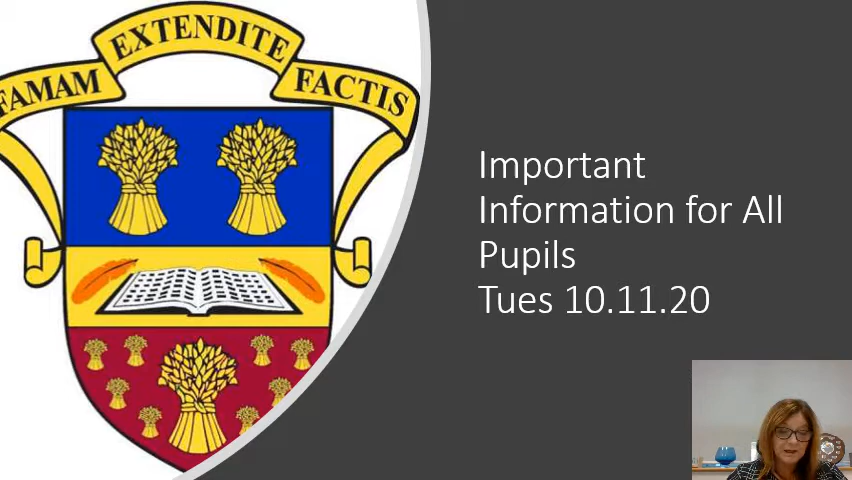 FAMAM EXTENDITE FACTIS
Important
Information for All
Pupils
Tues 10.11.20